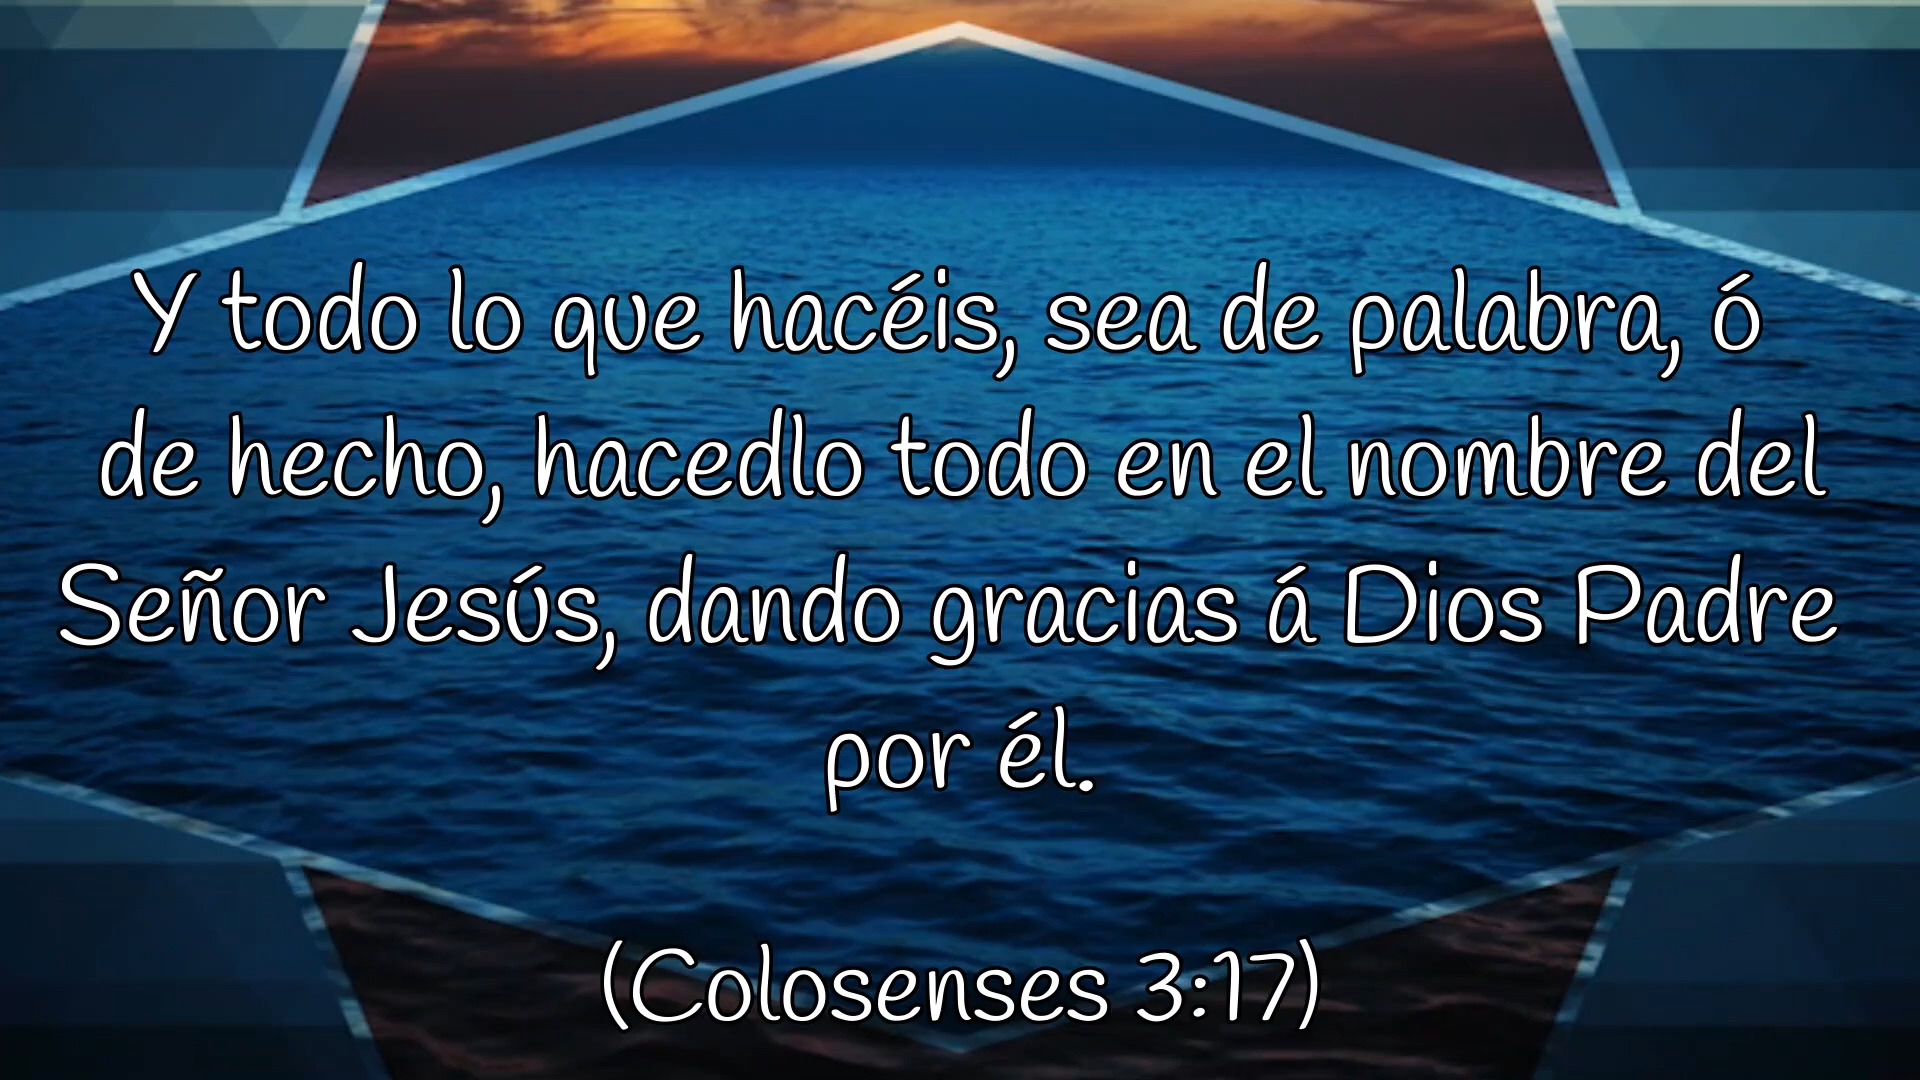 Y todo lo que hacéis, sea de palabra, ó
de hecho, hacedlo todo en el nombre del
Señor Jesús, dando gracias á Dios Padre
por él.
(Colosenses 3:17)